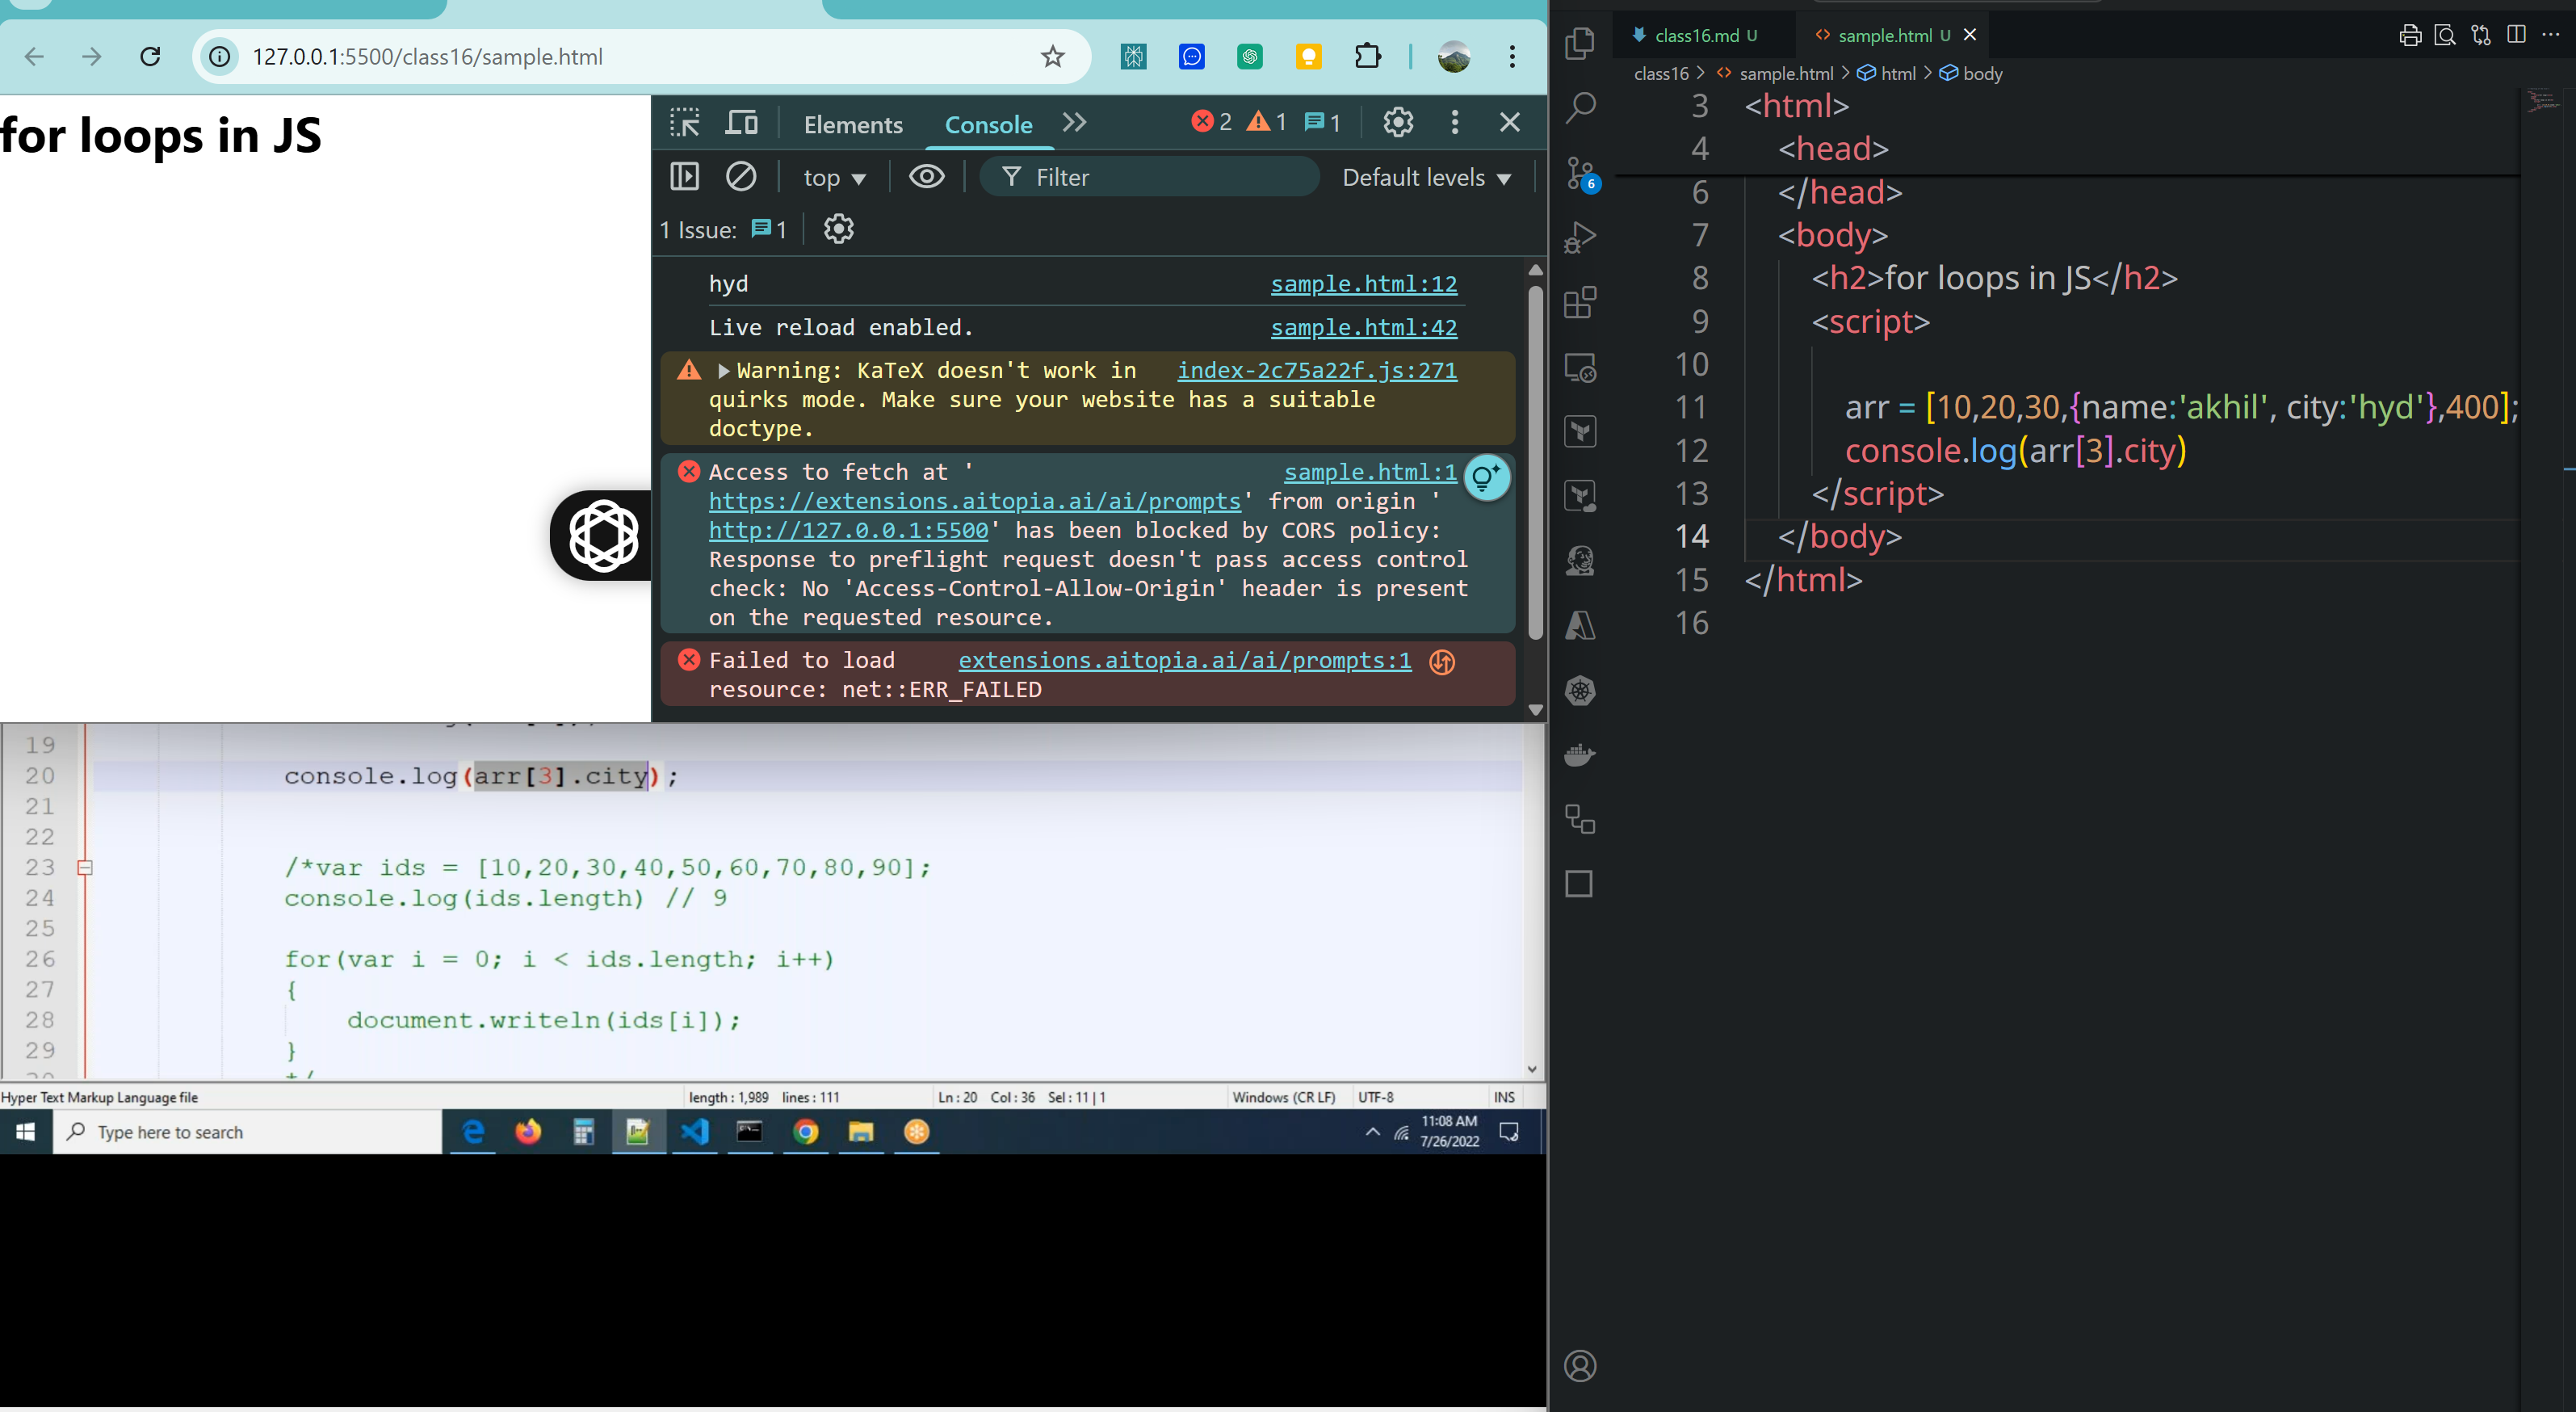 127.0.0.1:5500/class16/sample.html
for loops in JS
Elements
Console
2
1
1
top
Filter
Default levels
1 Issue:
1
hyd
sample.html:12
Live reload enabled.
sample.html:42
Warning: KaTeX doesn't work in
index-2c75a22f.js:271
quirks mode. Make sure your website has a suitable
doctype.
Access to fetch at '
sample.html:1
https://extensions.aitopia.ai/ai/prompts' from origin '
http://127.0.0.1:5500' has been blocked by CORS policy:
Response to preflight request doesn't pass access control
check: No 'Access-Control-Allow-Origin' header is present
on the requested resource.
Failed to load
extensions.aitopia.ai/ai/prompts:1
resource: net::ERR_FAILED
19
20 console.log(arr[3].city);
21
22
23 /*var ids = [10,20,30,40,50,60,70,80,90];
24 console.log(ids.length) // 9
25
26 for(var i = 0; i < ids.length; i++)
27 {
28 document.writeln(ids[i]);
29 }
Hyper Text Markup Language file
length : 1,989 lines : 111
Ln : 20 Col : 36 Sel : 11 | 1
Windows (CR LF)
UTF-8
INS
Type here to search
11:08 AM
7/26/2022
class16.md U
sample.html U
class16 > sample.html > html > body
6
3 <html>
4 <head>
6 </head>
7 <body>
8 <h2>for loops in JS</h2>
9 <script>
10
11 arr = [10,20,30,{name:'akhil', city:'hyd'},400];
12 console.log(arr[3].city)
13 </script>
14 </body>
15 </html>
16